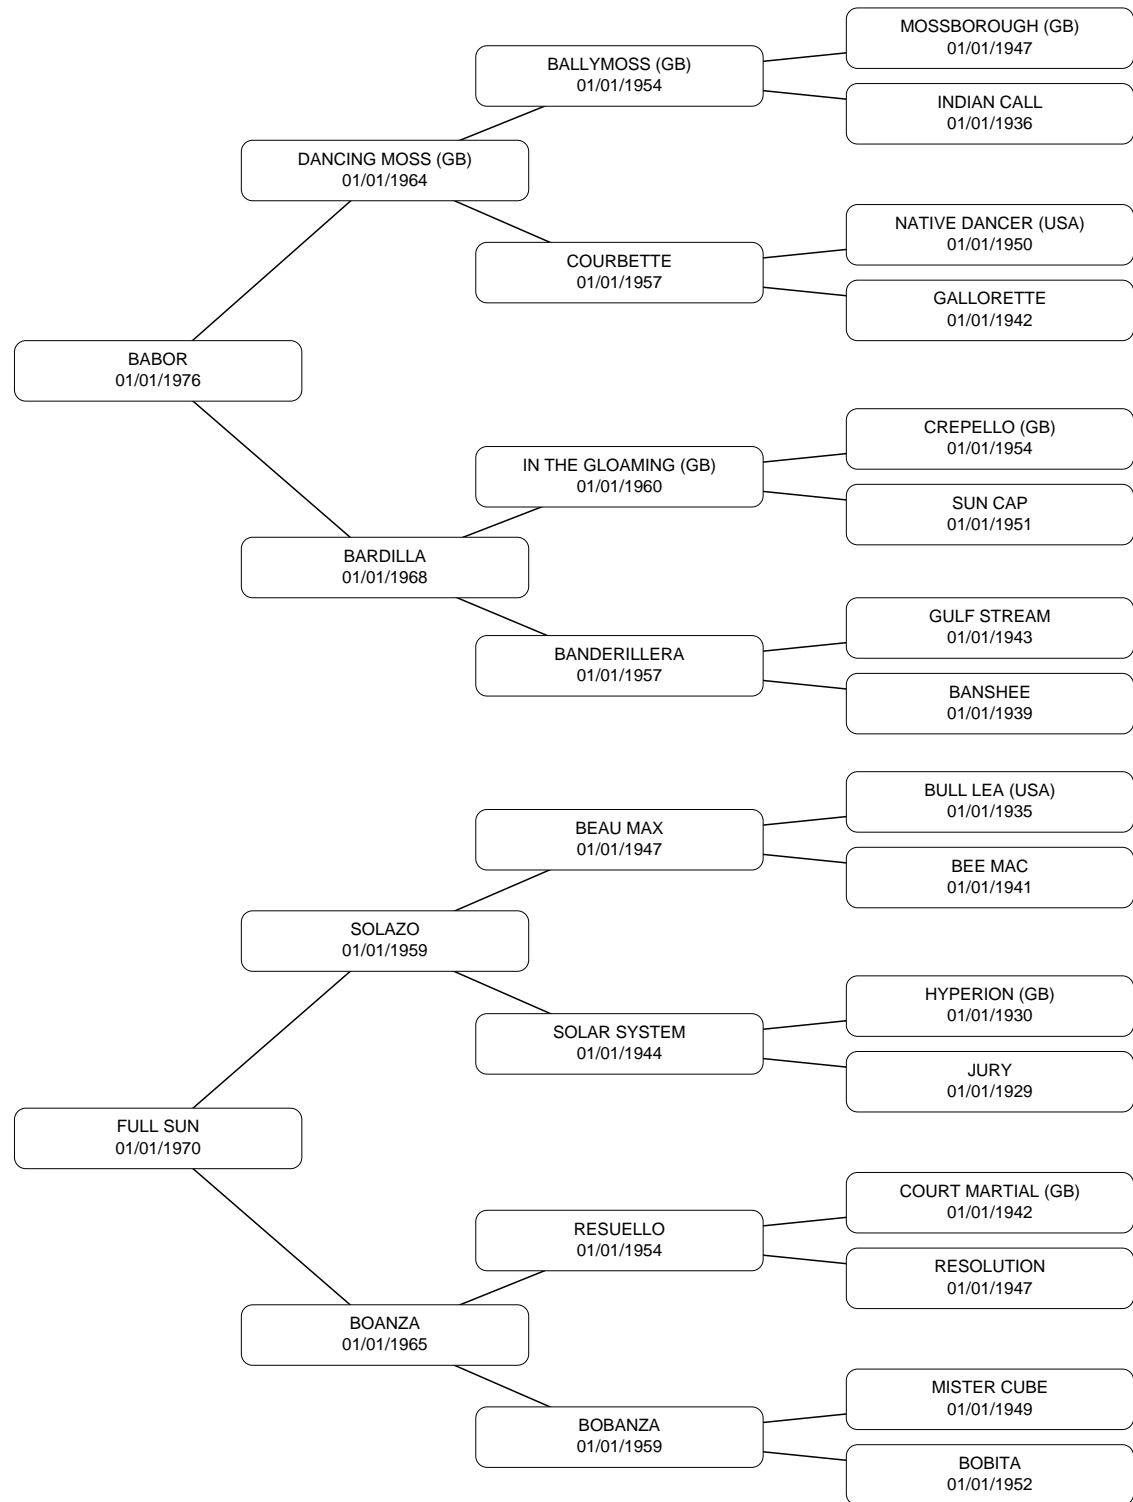 MOSSBOROUGH (GB)
01/01/1947
BALLYMOSS (GB)
01/01/1954
INDIAN CALL
01/01/1936
DANCING MOSS (GB)
01/01/1964
NATIVE DANCER (USA)
01/01/1950
COURBETTE
01/01/1957
GALLORETTE
01/01/1942
BABOR
01/01/1976
CREPELLO (GB)
01/01/1954
IN THE GLOAMING (GB)
01/01/1960
SUN CAP
01/01/1951
BARDILLA
01/01/1968
GULF STREAM
01/01/1943
BANDERILLERA
01/01/1957
BANSHEE
01/01/1939
BULL LEA (USA)
01/01/1935
BEAU MAX
01/01/1947
BEE MAC
01/01/1941
SOLAZO
01/01/1959
HYPERION (GB)
01/01/1930
SOLAR SYSTEM
01/01/1944
JURY
01/01/1929
FULL SUN
01/01/1970
COURT MARTIAL (GB)
01/01/1942
RESUELLO
01/01/1954
RESOLUTION
01/01/1947
BOANZA
01/01/1965
MISTER CUBE
01/01/1949
BOBANZA
01/01/1959
BOBITA
01/01/1952